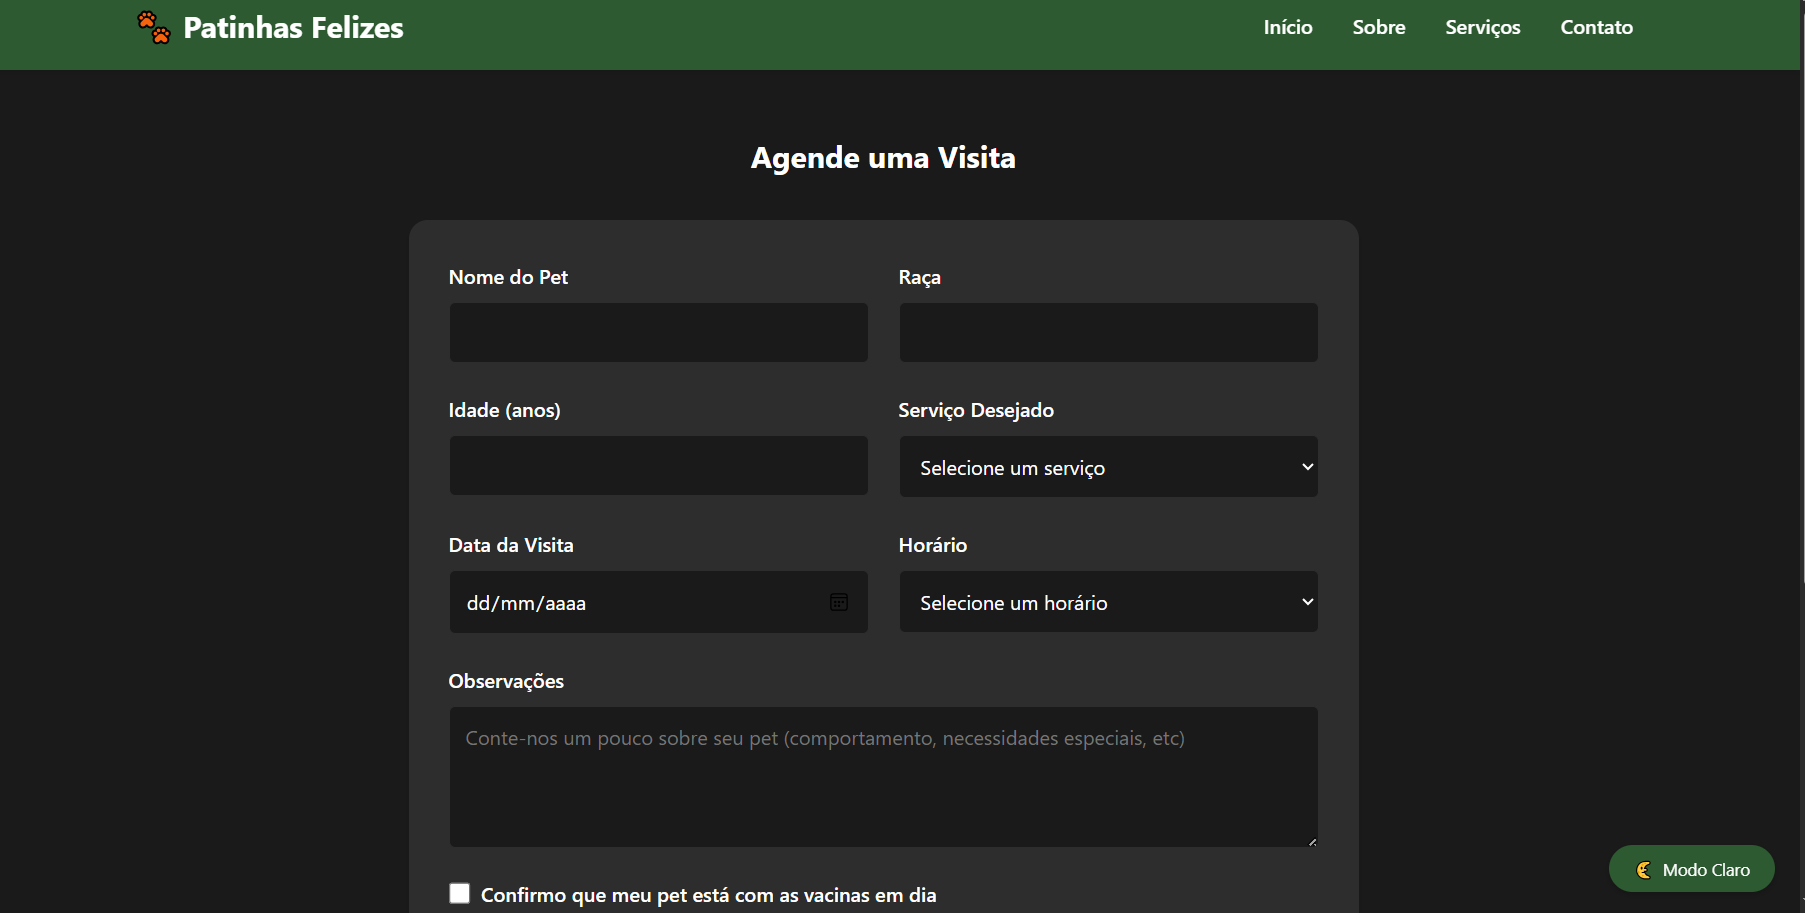 Patinhas Felizes
Início Sobre Serviços Contato
Agende uma Visita
Nome do Pet Raça
Idade (anos) Serviço Desejado
Selecione um serviço
Data da Visita Horário
dd/mm/aaaa Selecione um horário
Observações
Conte-nos um pouco sobre seu pet (comportamento, necessidades especiais, etc)
Confirmo que meu pet está com as vacinas em dia
Modo Claro